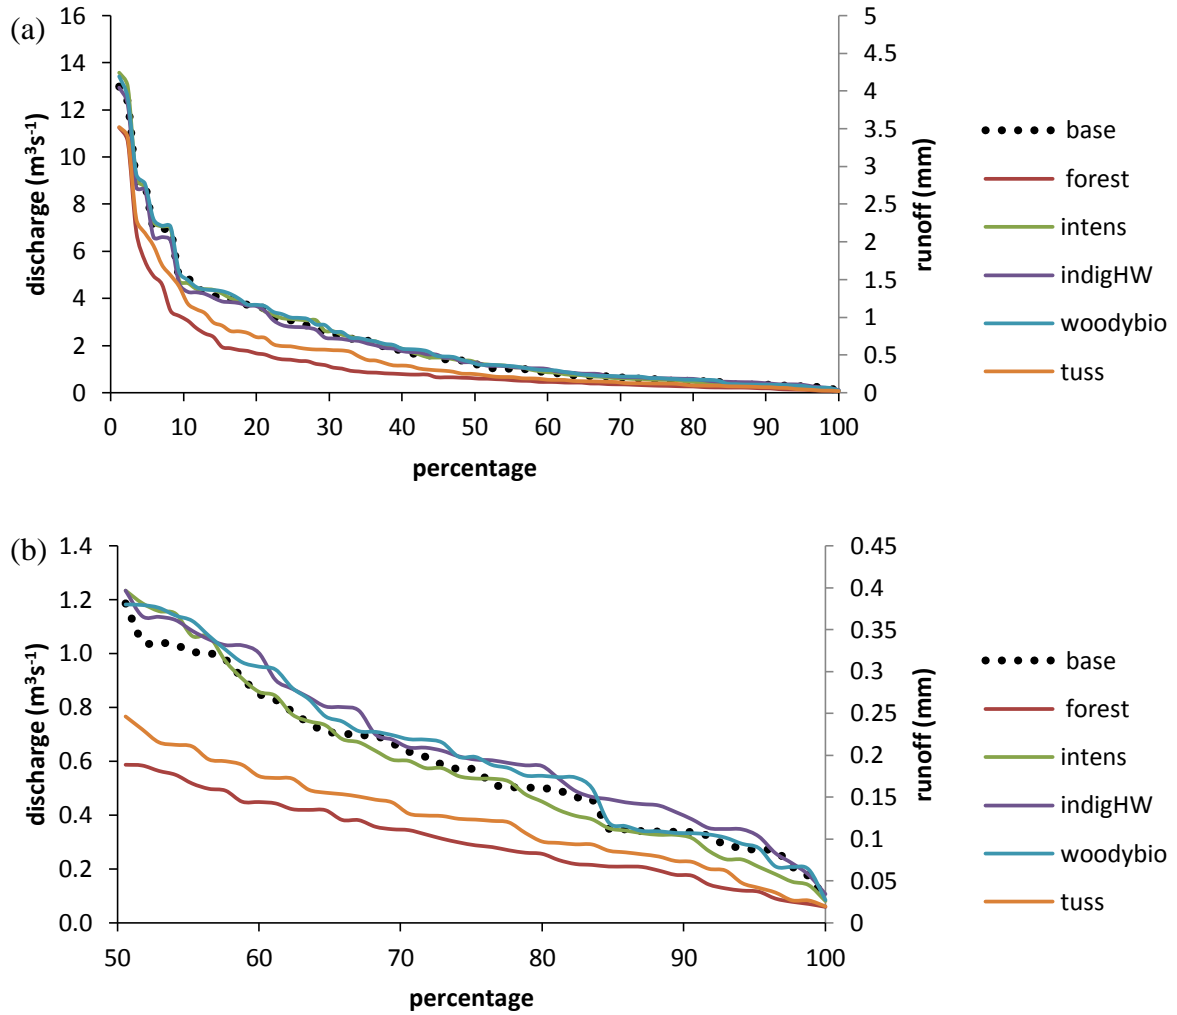 (a)
discharge (m³s⁻¹)
16
14
12
10
8
6
4
2
0
0 10 20 30 40 50 60 70 80 90 100
percentage
5
4.5
4
3.5
3
2.5
2
1.5
1
0.5
0
runoff (mm)
base
forest
intens
indigHW
woodybio
tuss
(b)
discharge (m³s⁻¹)
1.4
1.2
1.0
0.8
0.6
0.4
0.2
0.0
50 60 70 80 90 100
percentage
0.45
0.4
0.35
0.3
0.25
0.2
0.15
0.1
0.05
0
runoff (mm)
base
forest
intens
indigHW
woodybio
tuss